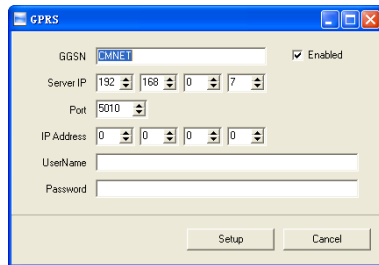 GPRS
GGSN CMNET Enabled
Server IP 192 168 0 7
Port 5010
IP Address 0 0 0 0
UserName
Password
Setup Cancel